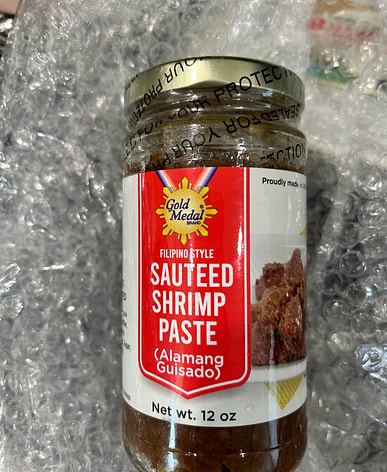 SEALED FOR YOUR PROTECTION
Proudly made in
Gold
Medal
BRAND
FILIPINO STYLE
SAUTEED
SHRIMP
PASTE
(Alamang
Guisado)
Net wt. 12 oz